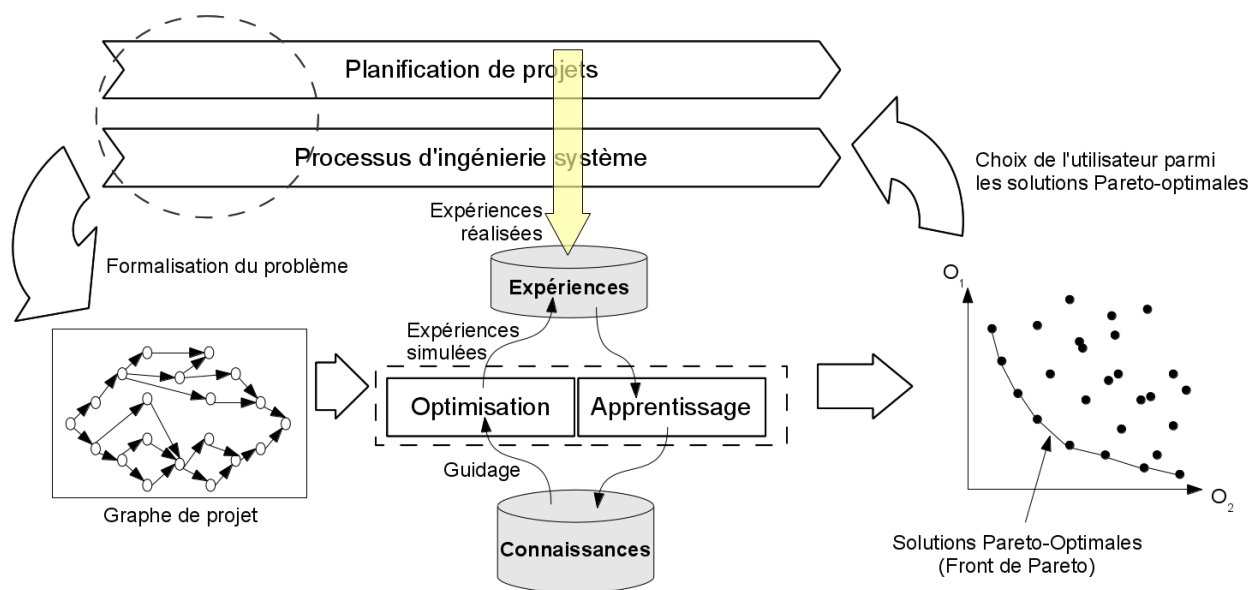 Planification de projets
Processus d'ingénierie système
Choix de l'utilisateur parmi
les solutions Pareto-optimales
Expériences
réalisées
Formalisation du problème
Expériences
Expériences
simulées
Optimisation
Apprentissage
Guidage
Connaissances
Graphe de projet
O1
O2
Solutions Pareto-Optimales
(Front de Pareto)